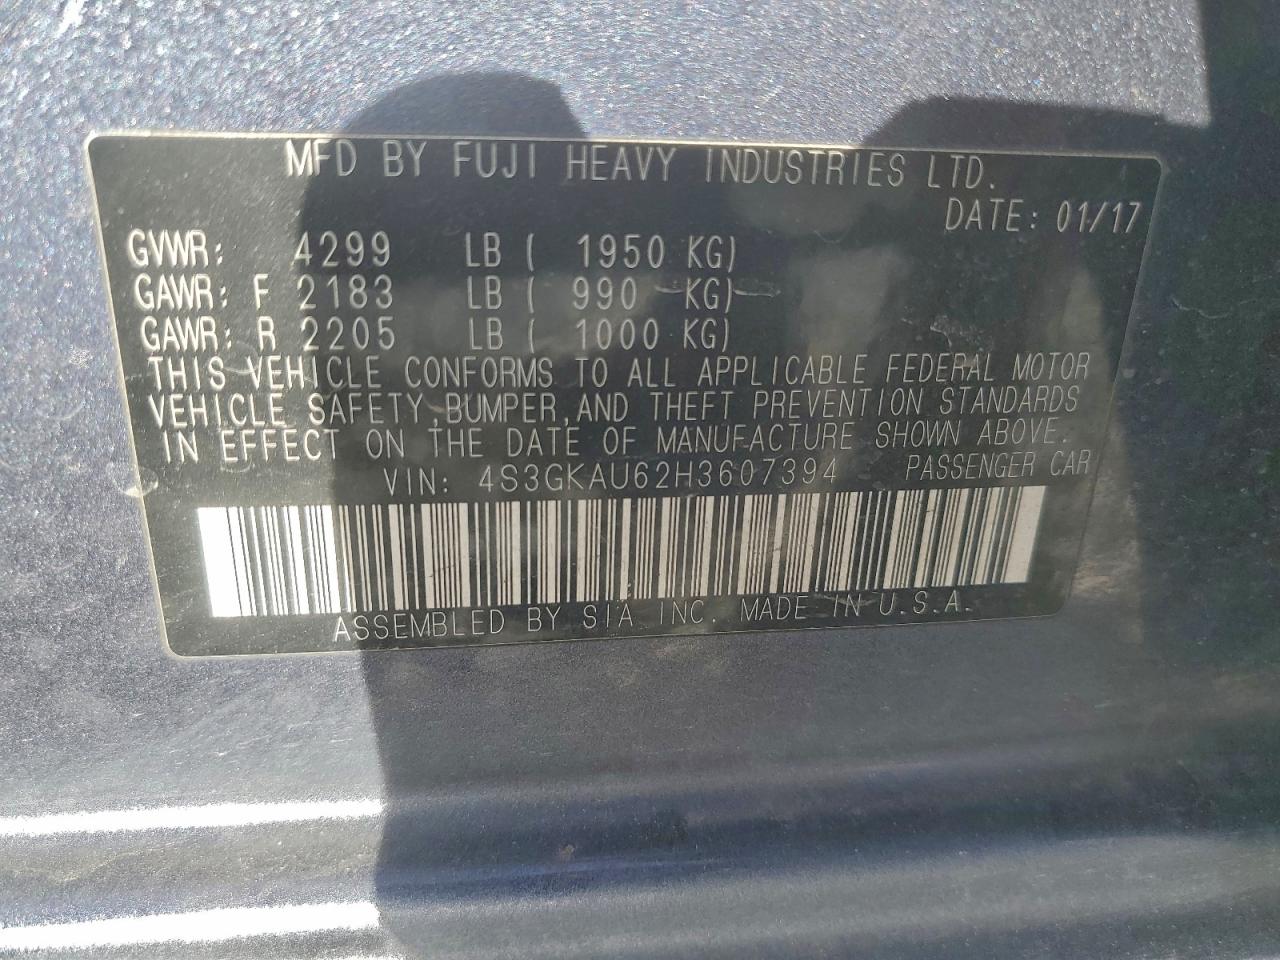 MFD BY FUJI HEAVY INDUSTRIES LTD.
DATE: 01/17
GVWR: 4299 LB ( 1950 KG)
GAWR: F 2183 LB ( 990 KG)
GAWR: R 2205 LB ( 1000 KG)
THIS VEHICLE CONFORMS TO ALL APPLICABLE FEDERAL MOTOR
VEHICLE SAFETY,BUMPER,AND THEFT PREVENTION STANDARDS
IN EFFECT ON THE DATE OF MANUFACTURE SHOWN ABOVE.
VIN: 4S3GKAU62H3607394 PASSENGER CAR
ASSEMBLED BY SIA INC. MADE IN U.S.A.